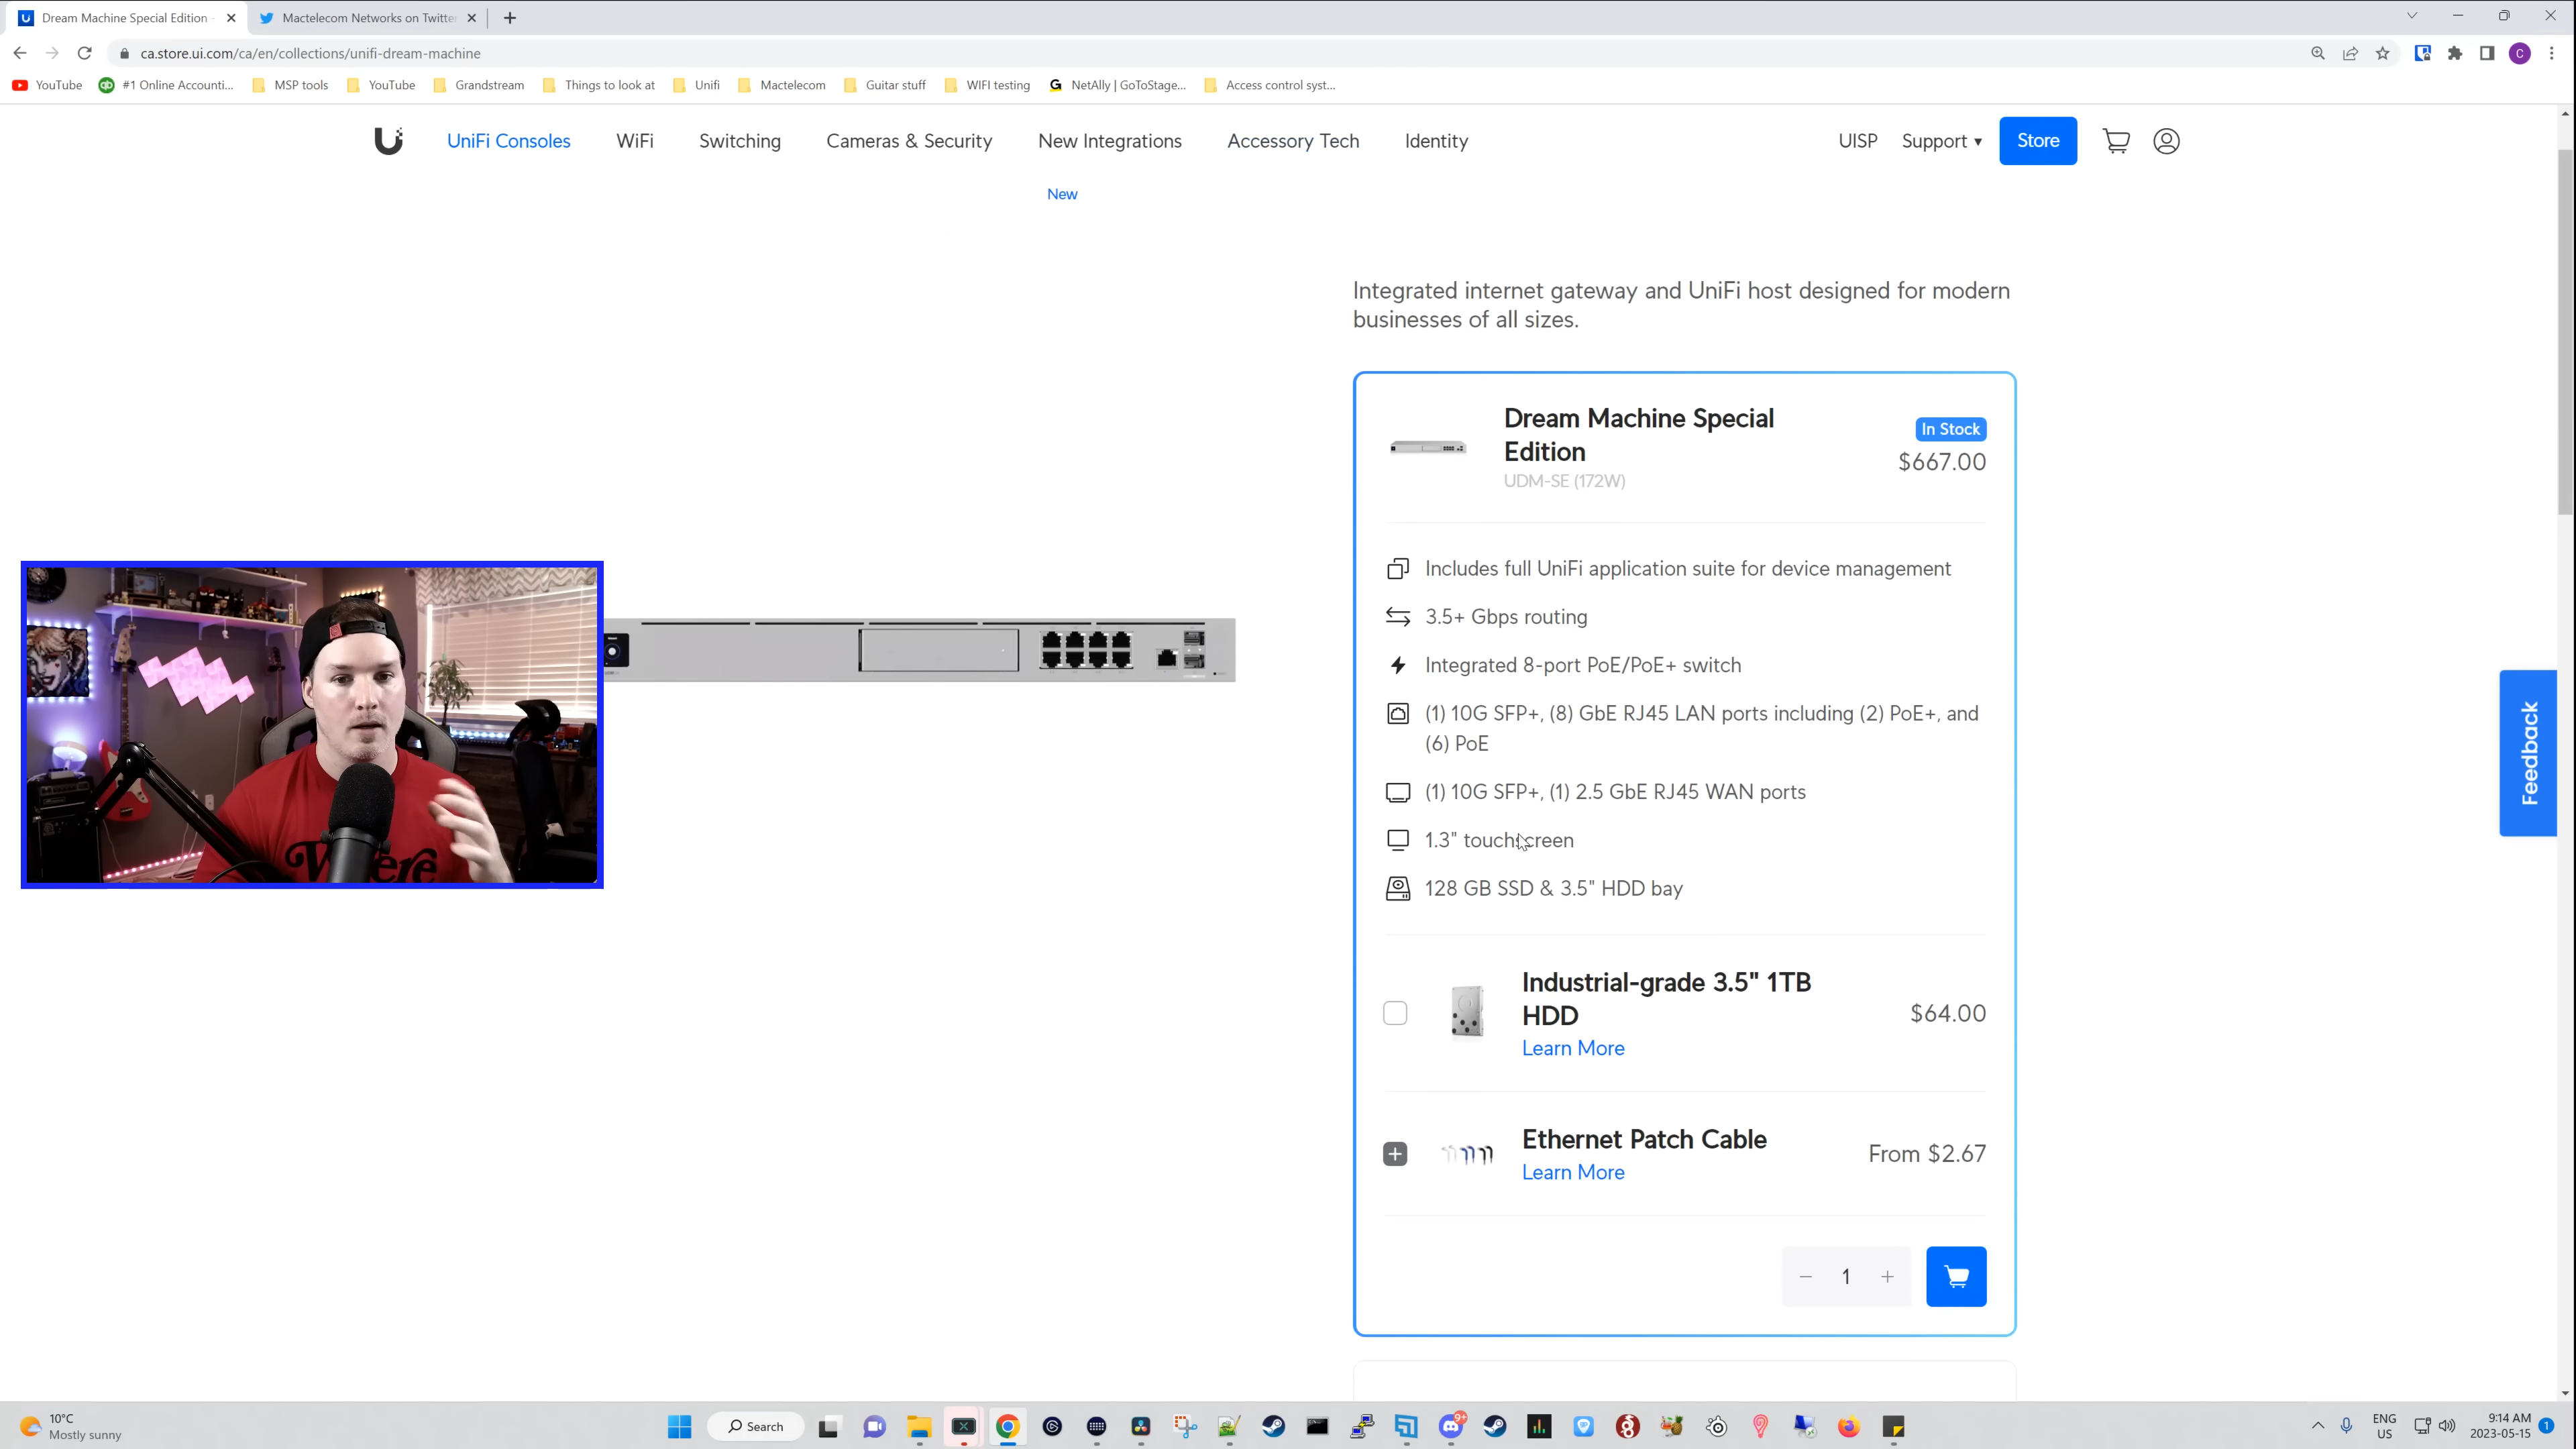 Dream Machine Special Edition -
Mactelecom Networks on Twitte
ca.store.ui.com/ca/en/collections/unifi-dream-machine
C
YouTube
#1 Online Accounti...
MSP tools
YouTube
Grandstream
Things to look at
Unifi
Mactelecom
Guitar stuff
WIFI testing
NetAlly | GoToStage...
Access control syst...
UniFi Consoles
WiFi
Switching
Cameras & Security
New Integrations
Accessory Tech
Identity
UISP
Support
Store
New
Integrated internet gateway and UniFi host designed for modern
businesses of all sizes.
Dream Machine Special
Edition
UDM-SE (172W)
In Stock
$667.00
Includes full UniFi application suite for device management
3.5+ Gbps routing
Integrated 8-port PoE/PoE+ switch
(1) 10G SFP+, (8) GbE RJ45 LAN ports including (2) PoE+, and
(6) PoE
(1) 10G SFP+, (1) 2.5 GbE RJ45 WAN ports
1.3" touchscreen
128 GB SSD & 3.5" HDD bay
Industrial-grade 3.5" 1TB
HDD
Learn More
$64.00
Ethernet Patch Cable
Learn More
From $2.67
1
Feedback
Where
10°C
Mostly sunny
Search
9+
ENG
US
9:14 AM
2023-05-15
1